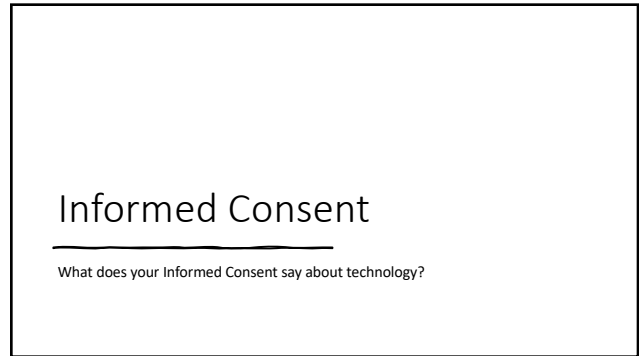 Informed Consent
What does your Informed Consent say about technology?